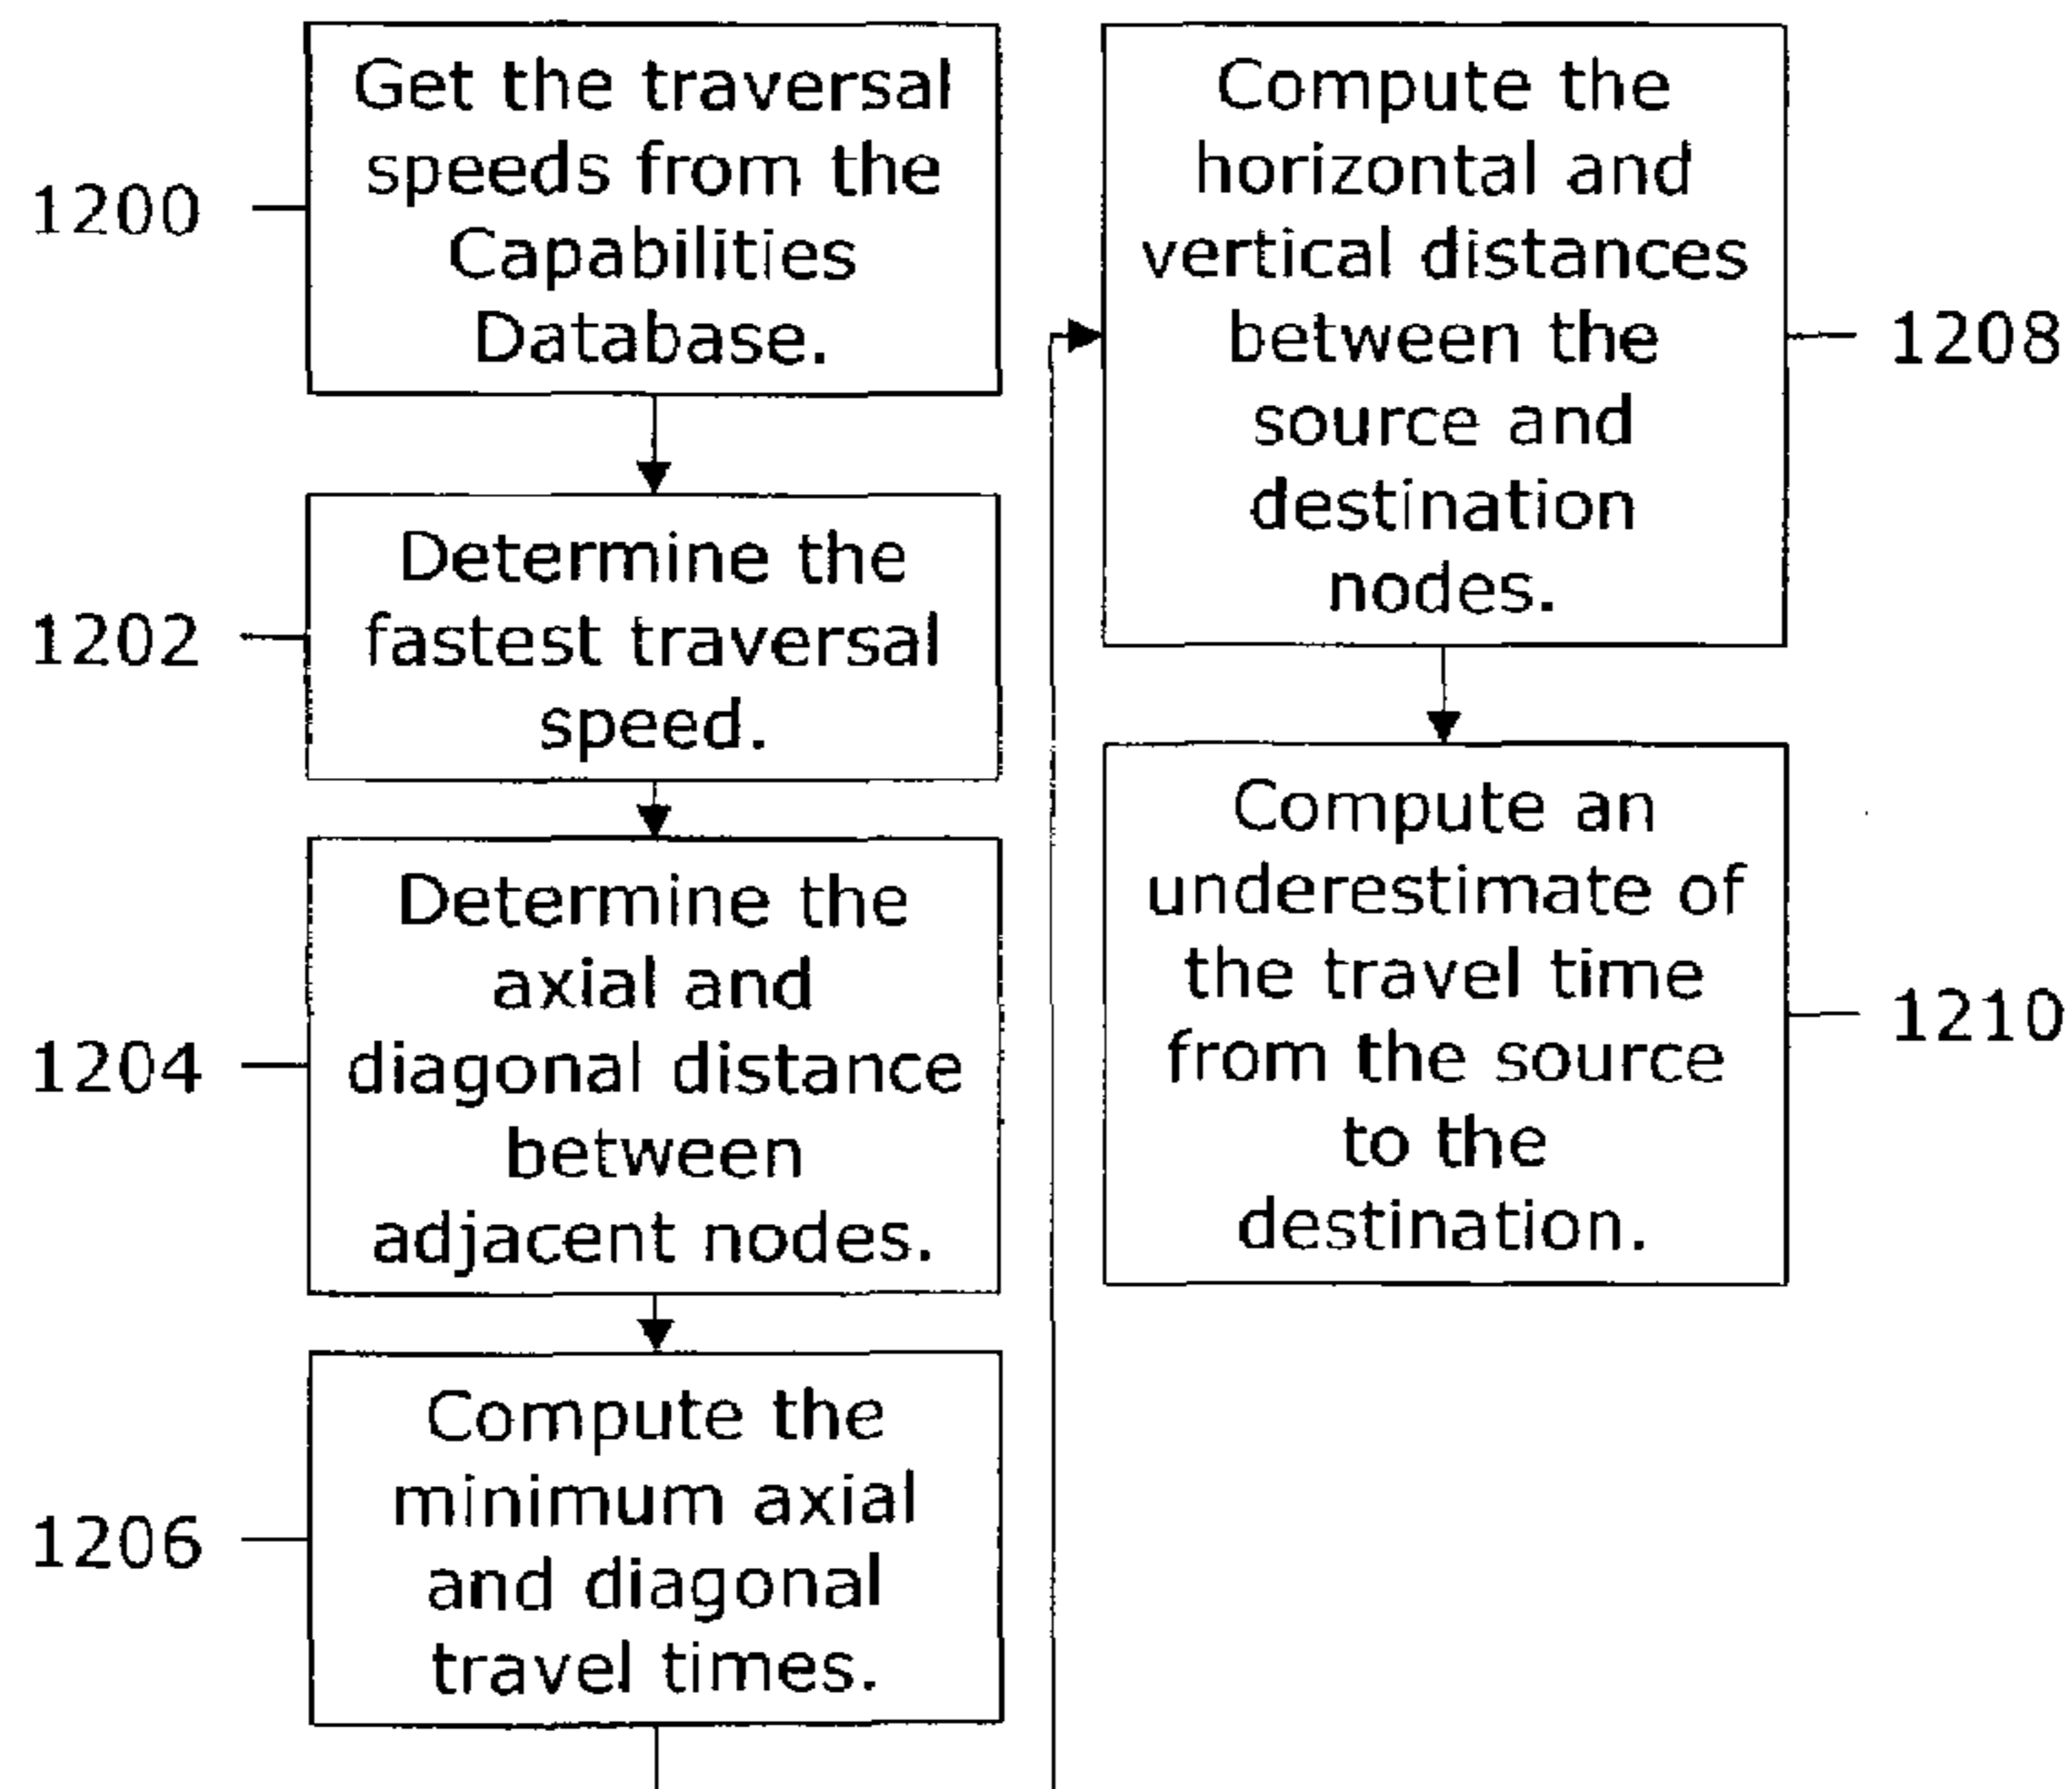 1200
Get the traversal
speeds from the
Capabilities
Database.
1202
Determine the
fastest traversal
speed.
1204
Determine the
axial and
diagonal distance
between
adjacent nodes.
1206
Compute the
minimum axial
and diagonal
travel times.
Compute the
horizontal and
vertical distances
between the
source and
destination
nodes.
1208
Compute an
underestimate of
the travel time
from the source
to the
destination.
1210